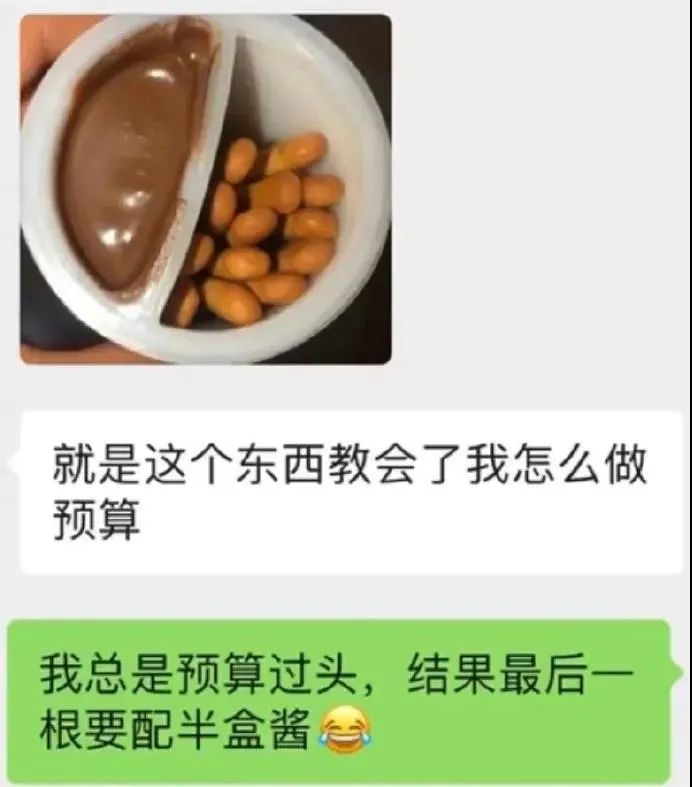 就是这个东西教会了我怎么做
预算
我总是预算过头，结果最后一
根要配半盒酱😂